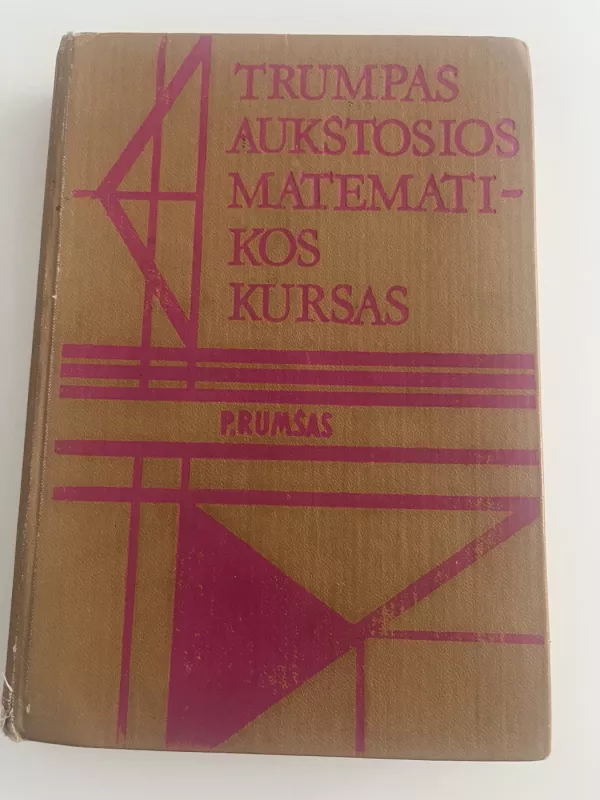 TRUMPAS
AUKŠTOSIOS
MATEMATI-
KOS
KURSAS
P.RUMŠAS